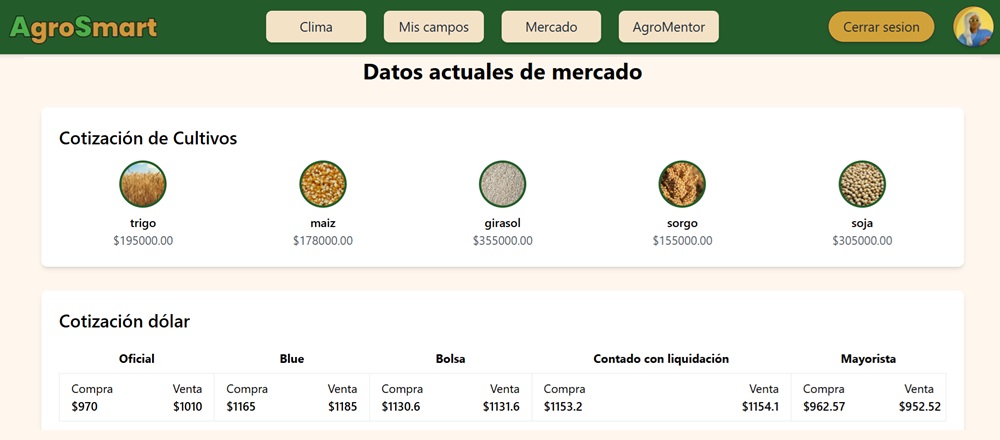 AgroSmart
Clima Mis campos Mercado AgroMentor Cerrar sesion
Datos actuales de mercado
Cotización de Cultivos
trigo maiz girasol sorgo soja
$195000.00 $178000.00 $355000.00 $155000.00 $305000.00
Cotización dólar
Oficial Blue Bolsa Contado con liquidación Mayorista
Compra Venta Compra Venta Compra Venta Compra Venta Compra Venta
$970 $1010 $1165 $1185 $1130.6 $1131.6 $1153.2 $1154.1 $962.57 $952.52